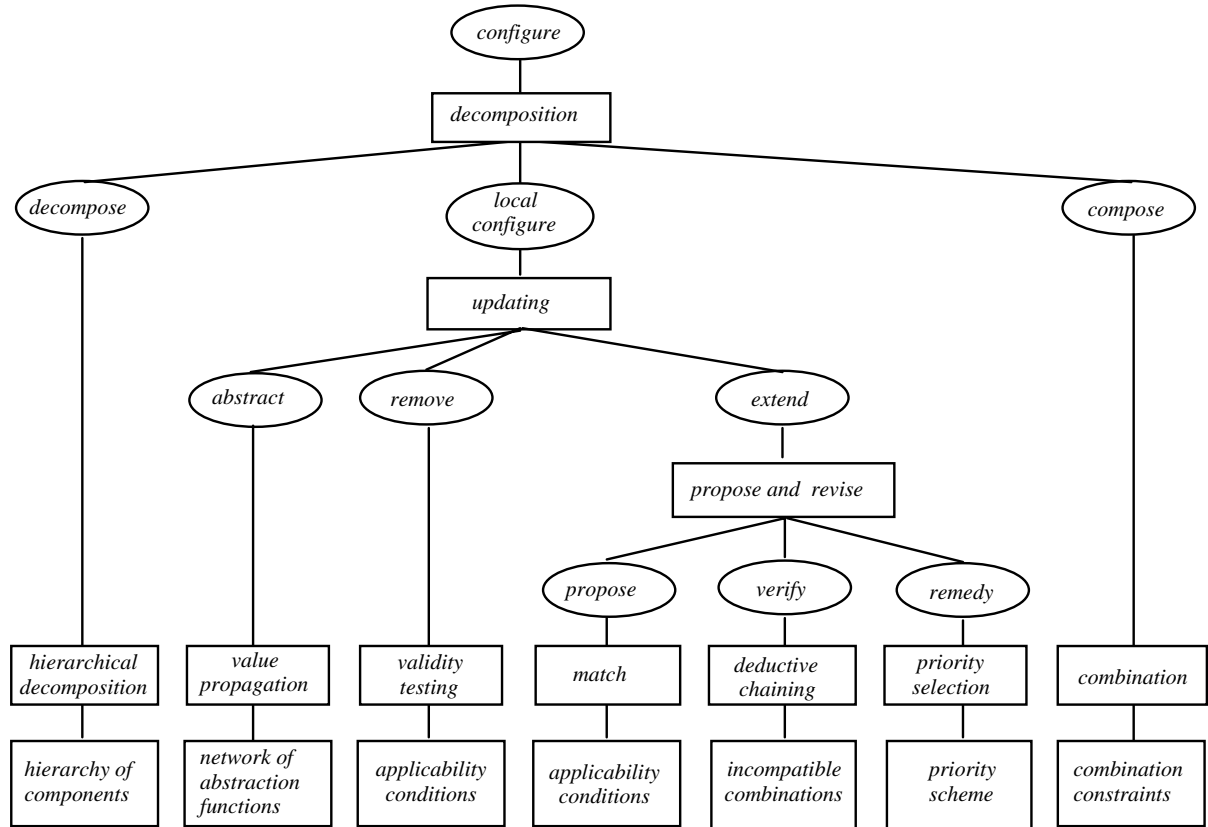 configure
decomposition
decompose
local
configure
compose
updating
abstract
remove
extend
propose and revise
propose
verify
remedy
hierarchical
decomposition
value
propagation
validity
testing
match
deductive
chaining
priority
selection
combination
hierarchy of
components
network of
abstraction
functions
applicability
conditions
applicability
conditions
incompatible
combinations
priority
scheme
combination
constraints